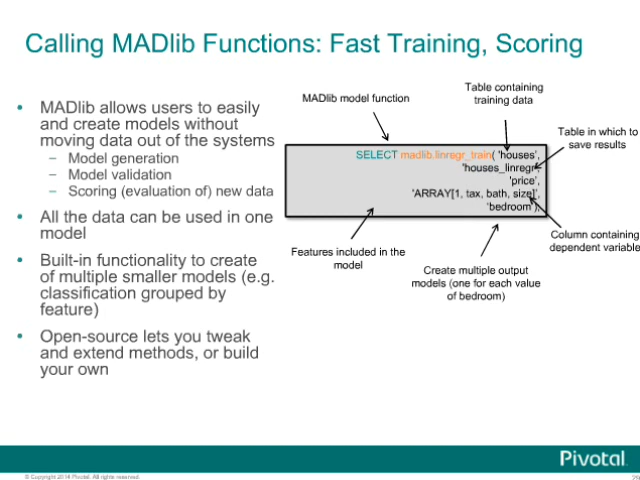 Calling MADlib Functions: Fast Training, Scoring
• MADlib allows users to easily
and create models without
moving data out of the systems
– Model generation
– Model validation
– Scoring (evaluation of) new data
• All the data can be used in one
model
• Built-in functionality to create
of multiple smaller models (e.g.
classification grouped by
feature)
• Open-source lets you tweak
and extend methods, or build
your own
MADlib model function
Table containing
training data
Table in which to
save results
SELECT madlib.linregr_train( 'houses',
'houses_linregr',
'price',
'ARRAY[1, tax, bath, size]',
'bedroom');
Features included in the
model
Create multiple output
models (one for each value
of bedroom)
Column containing
dependent variable
Pivotal
© Copyright 2014 Pivotal. All rights reserved.